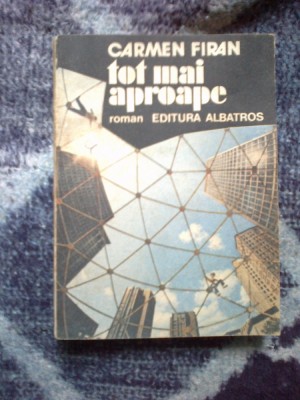 CARMEN FIRAN
tot mai
aproape
roman EDITURA ALBATROS